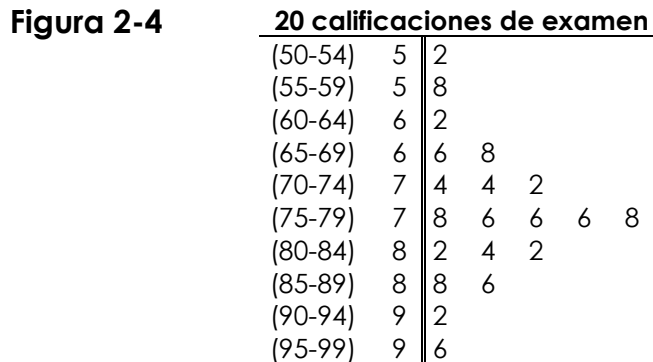 Figura 2-4 20 calificaciones de examen
(50-54) 5 2
(55-59) 5 8
(60-64) 6 2
(65-69) 6 6 8
(70-74) 7 4 4 2
(75-79) 7 8 6 6 6 8
(80-84) 8 2 4 2
(85-89) 8 8 6
(90-94) 9 2
(95-99) 9 6